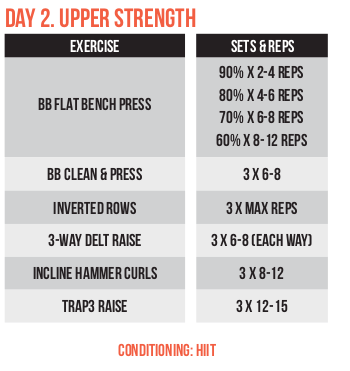 DAY 2. UPPER STRENGTH
EXERCISE SETS & REPS
BB FLAT BENCH PRESS
90% X 2-4 REPS
80% X 4-6 REPS
70% X 6-8 REPS
60% X 8-12 REPS
BB CLEAN & PRESS 3 X 6-8
INVERTED ROWS 3 X MAX REPS
3-WAY DELT RAISE 3 X 6-8 (EACH WAY)
INCLINE HAMMER CURLS 3 X 8-12
TRAP3 RAISE 3 X 12-15
CONDITIONING: HIIT